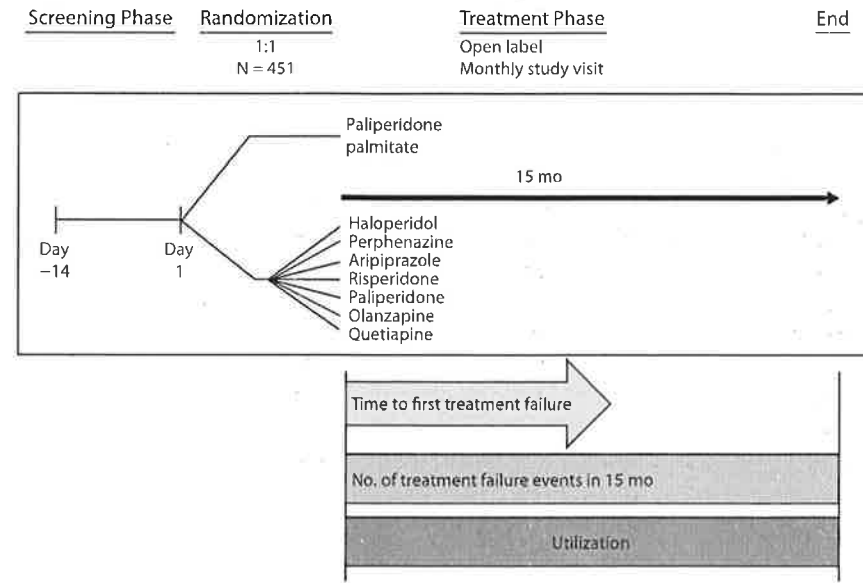 Screening Phase
Randomization
Treatment Phase
End
1:1
N = 451
Open label
Monthly study visit
Paliperidone
palmitate
15 mo
Day
−14
Day
1
Haloperidol
Perphenazine
Aripiprazole
Risperidone
Paliperidone
Olanzapine
Quetiapine
Time to first treatment failure
No. of treatment failure events in 15 mo
Utilization